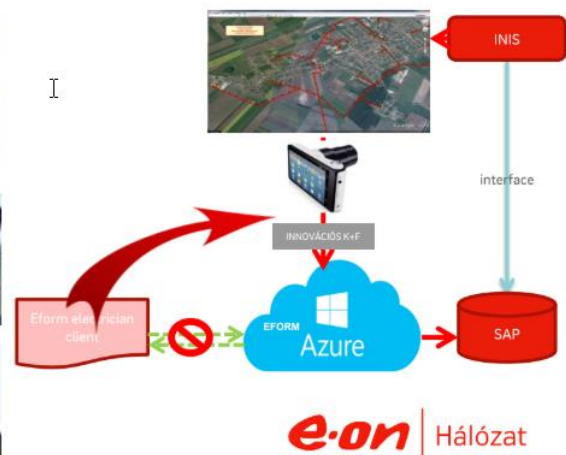 INIS
interface
INNOVÁCIÓS K+F
Eform electrician
client
EFORM
Azure
SAP
e·on | Hálózat